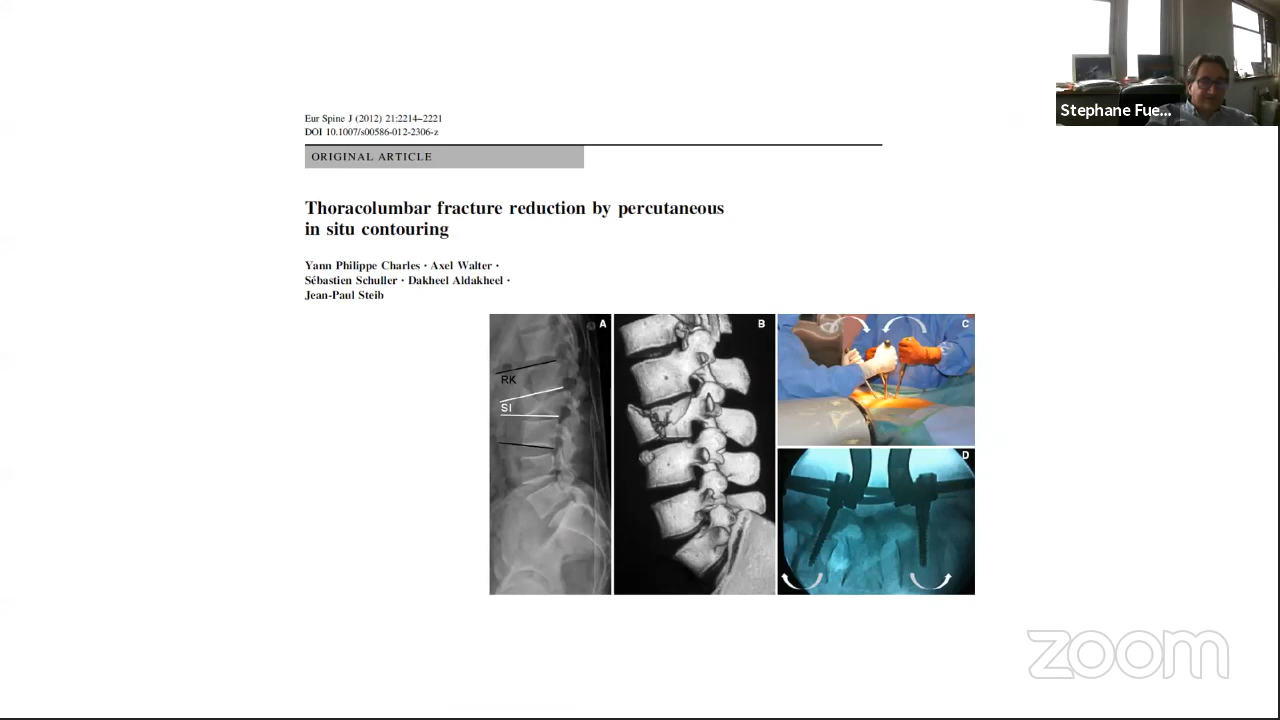 Eur Spine J (2012) 21:2214–2221
DOI 10.1007/s00586-012-2306-z
ORIGINAL ARTICLE
Thoracolumbar fracture reduction by percutaneous
in situ contouring
Yann Philippe Charles · Axel Walter ·
Sébastien Schuller · Dakheel Aldakheel ·
Jean-Paul Steib
A
RK
SI
B
C
D
Stephane Fue...
zoom